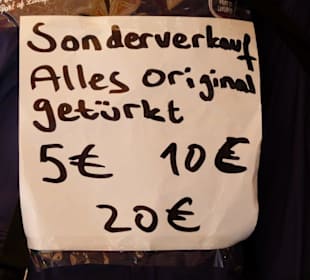 Sonderverkauf
Alles original
getürkt
5€ 10€
20€